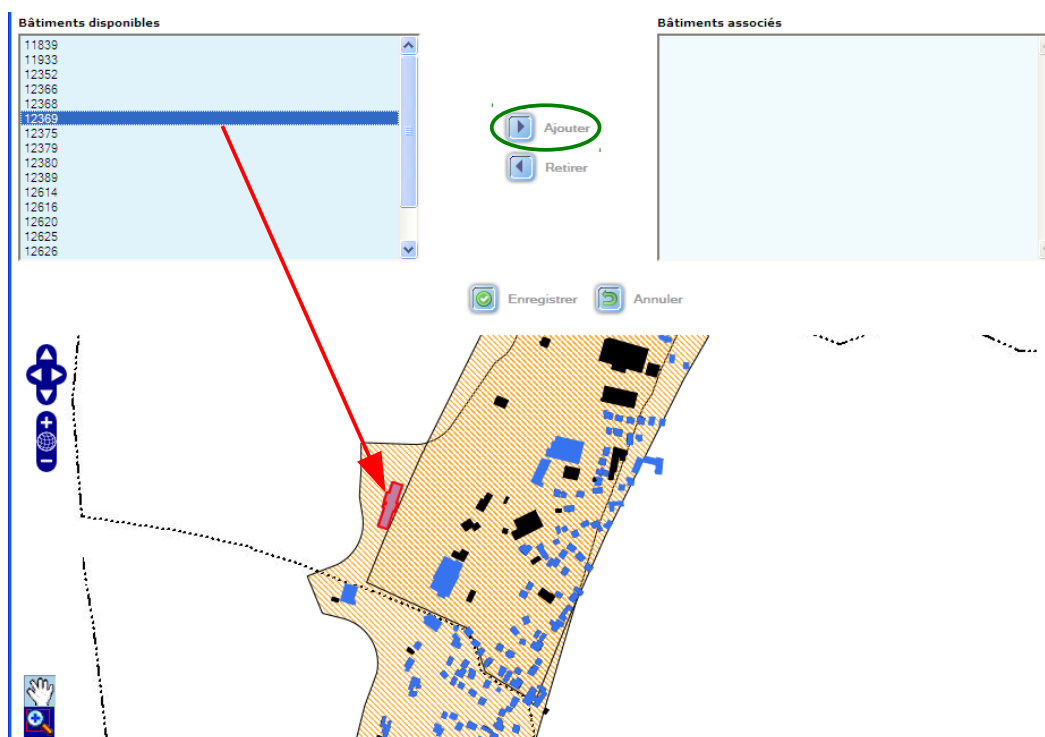 Bâtiments disponibles
11839
11933
12352
12366
12368
12369
12375
12379
12380
12389
12614
12616
12620
12625
12626
Ajouter
Retirer
Bâtiments associés
Enregistrer
Annuler